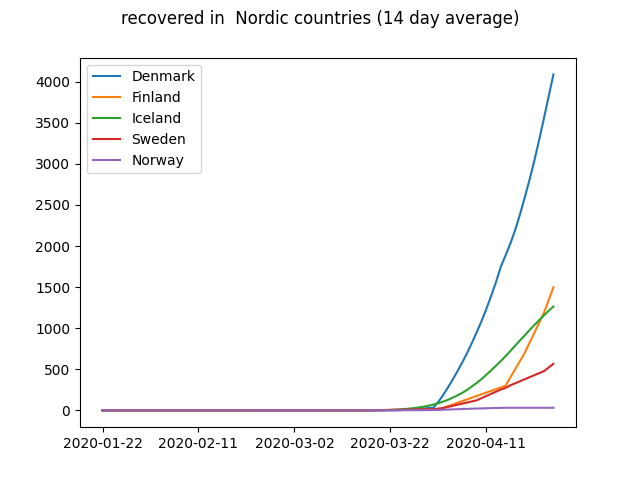 recovered in  Nordic countries (14 day average)
Denmark
Finland
Iceland
Sweden
Norway
4000
3500
3000
2500
2000
1500
1000
500
0
2020-01-22 2020-02-11 2020-03-02 2020-03-22 2020-04-11